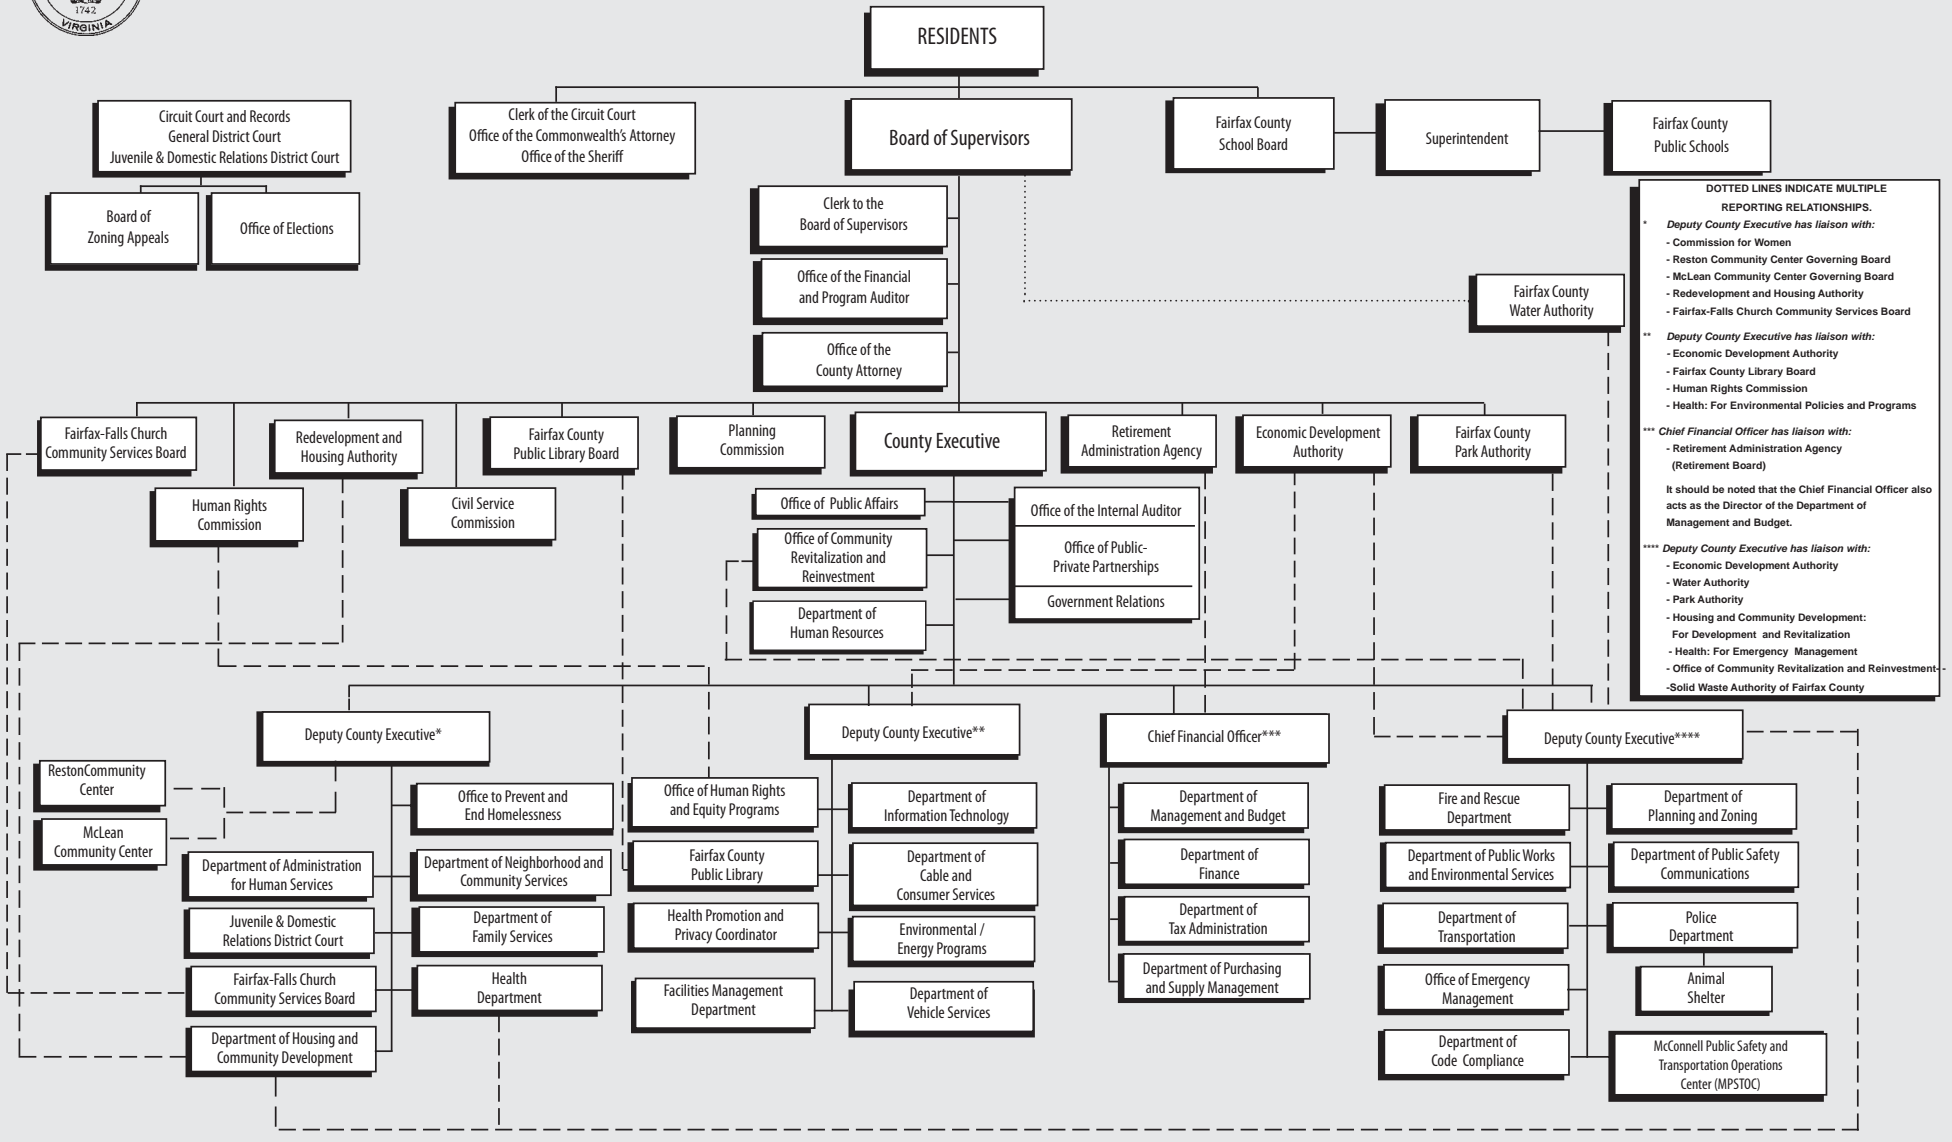 1742
VIRGINIA
RESIDENTS
Circuit Court and Records
General District Court
Juvenile & Domestic Relations District Court
Clerk of the Circuit Court
Office of the Commonwealth's Attorney
Office of the Sheriff
Board of Supervisors
Fairfax County
School Board
Superintendent
Fairfax County
Public Schools
Board of
Zoning Appeals
Office of Elections
Clerk to the
Board of Supervisors
Office of the Financial
and Program Auditor
Office of the
County Attorney
Fairfax County
Water Authority
DOTTED LINES INDICATE MULTIPLE
REPORTING RELATIONSHIPS.
* Deputy County Executive has liaison with:
- Commission for Women
- Reston Community Center Governing Board
- McLean Community Center Governing Board
- Redevelopment and Housing Authority
- Fairfax-Falls Church Community Services Board
** Deputy County Executive has liaison with:
- Economic Development Authority
- Fairfax County Library Board
- Human Rights Commission
- Health: For Environmental Policies and Programs
*** Chief Financial Officer has liaison with:
- Retirement Administration Agency
(Retirement Board)
It should be noted that the Chief Financial Officer also
acts as the Director of the Department of
Management and Budget.
**** Deputy County Executive has liaison with:
- Economic Development Authority
- Water Authority
- Park Authority
- Housing and Community Development:
For Development and Revitalization
- Health: For Emergency Management
- Office of Community Revitalization and Reinvestment
-Solid Waste Authority of Fairfax County
Fairfax-Falls Church
Community Services Board
Redevelopment and
Housing Authority
Fairfax County
Public Library Board
Planning
Commission
County Executive
Retirement
Administration Agency
Economic Development
Authority
Fairfax County
Park Authority
Human Rights
Commission
Civil Service
Commission
Office of Public Affairs
Office of Community
Revitalization and
Reinvestment
Department of
Human Resources
Office of the Internal Auditor
Office of Public-
Private Partnerships
Government Relations
Deputy County Executive*
Deputy County Executive**
Chief Financial Officer***
Deputy County Executive****
RestonCommunity
Center
McLean
Community Center
Office to Prevent and
End Homelessness
Department of Administration
for Human Services
Department of Neighborhood and
Community Services
Juvenile & Domestic
Relations District Court
Department of
Family Services
Fairfax-Falls Church
Community Services Board
Health
Department
Department of Housing and
Community Development
Office of Human Rights
and Equity Programs
Department of
Information Technology
Fairfax County
Public Library
Department of
Cable and
Consumer Services
Health Promotion and
Privacy Coordinator
Environmental /
Energy Programs
Facilities Management
Department
Department of
Vehicle Services
Department of
Management and Budget
Department of
Finance
Department of
Tax Administration
Department of Purchasing
and Supply Management
Fire and Rescue
Department
Department of
Planning and Zoning
Department of Public Works
and Environmental Services
Department of Public Safety
Communications
Department of
Transportation
Police
Department
Office of Emergency
Management
Animal
Shelter
Department of
Code Compliance
McConnell Public Safety and
Transportation Operations
Center (MPSTOC)